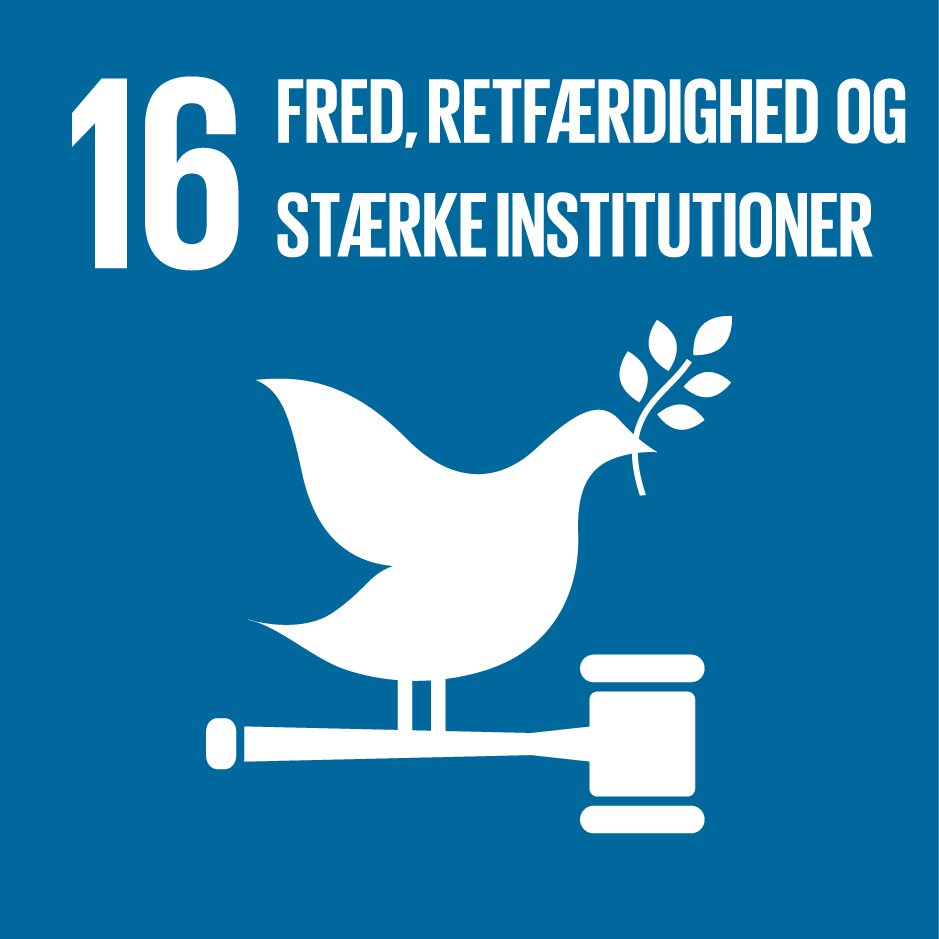 16
FRED, RETFÆRDIGHED OG
STÆRKE INSTITUTIONER